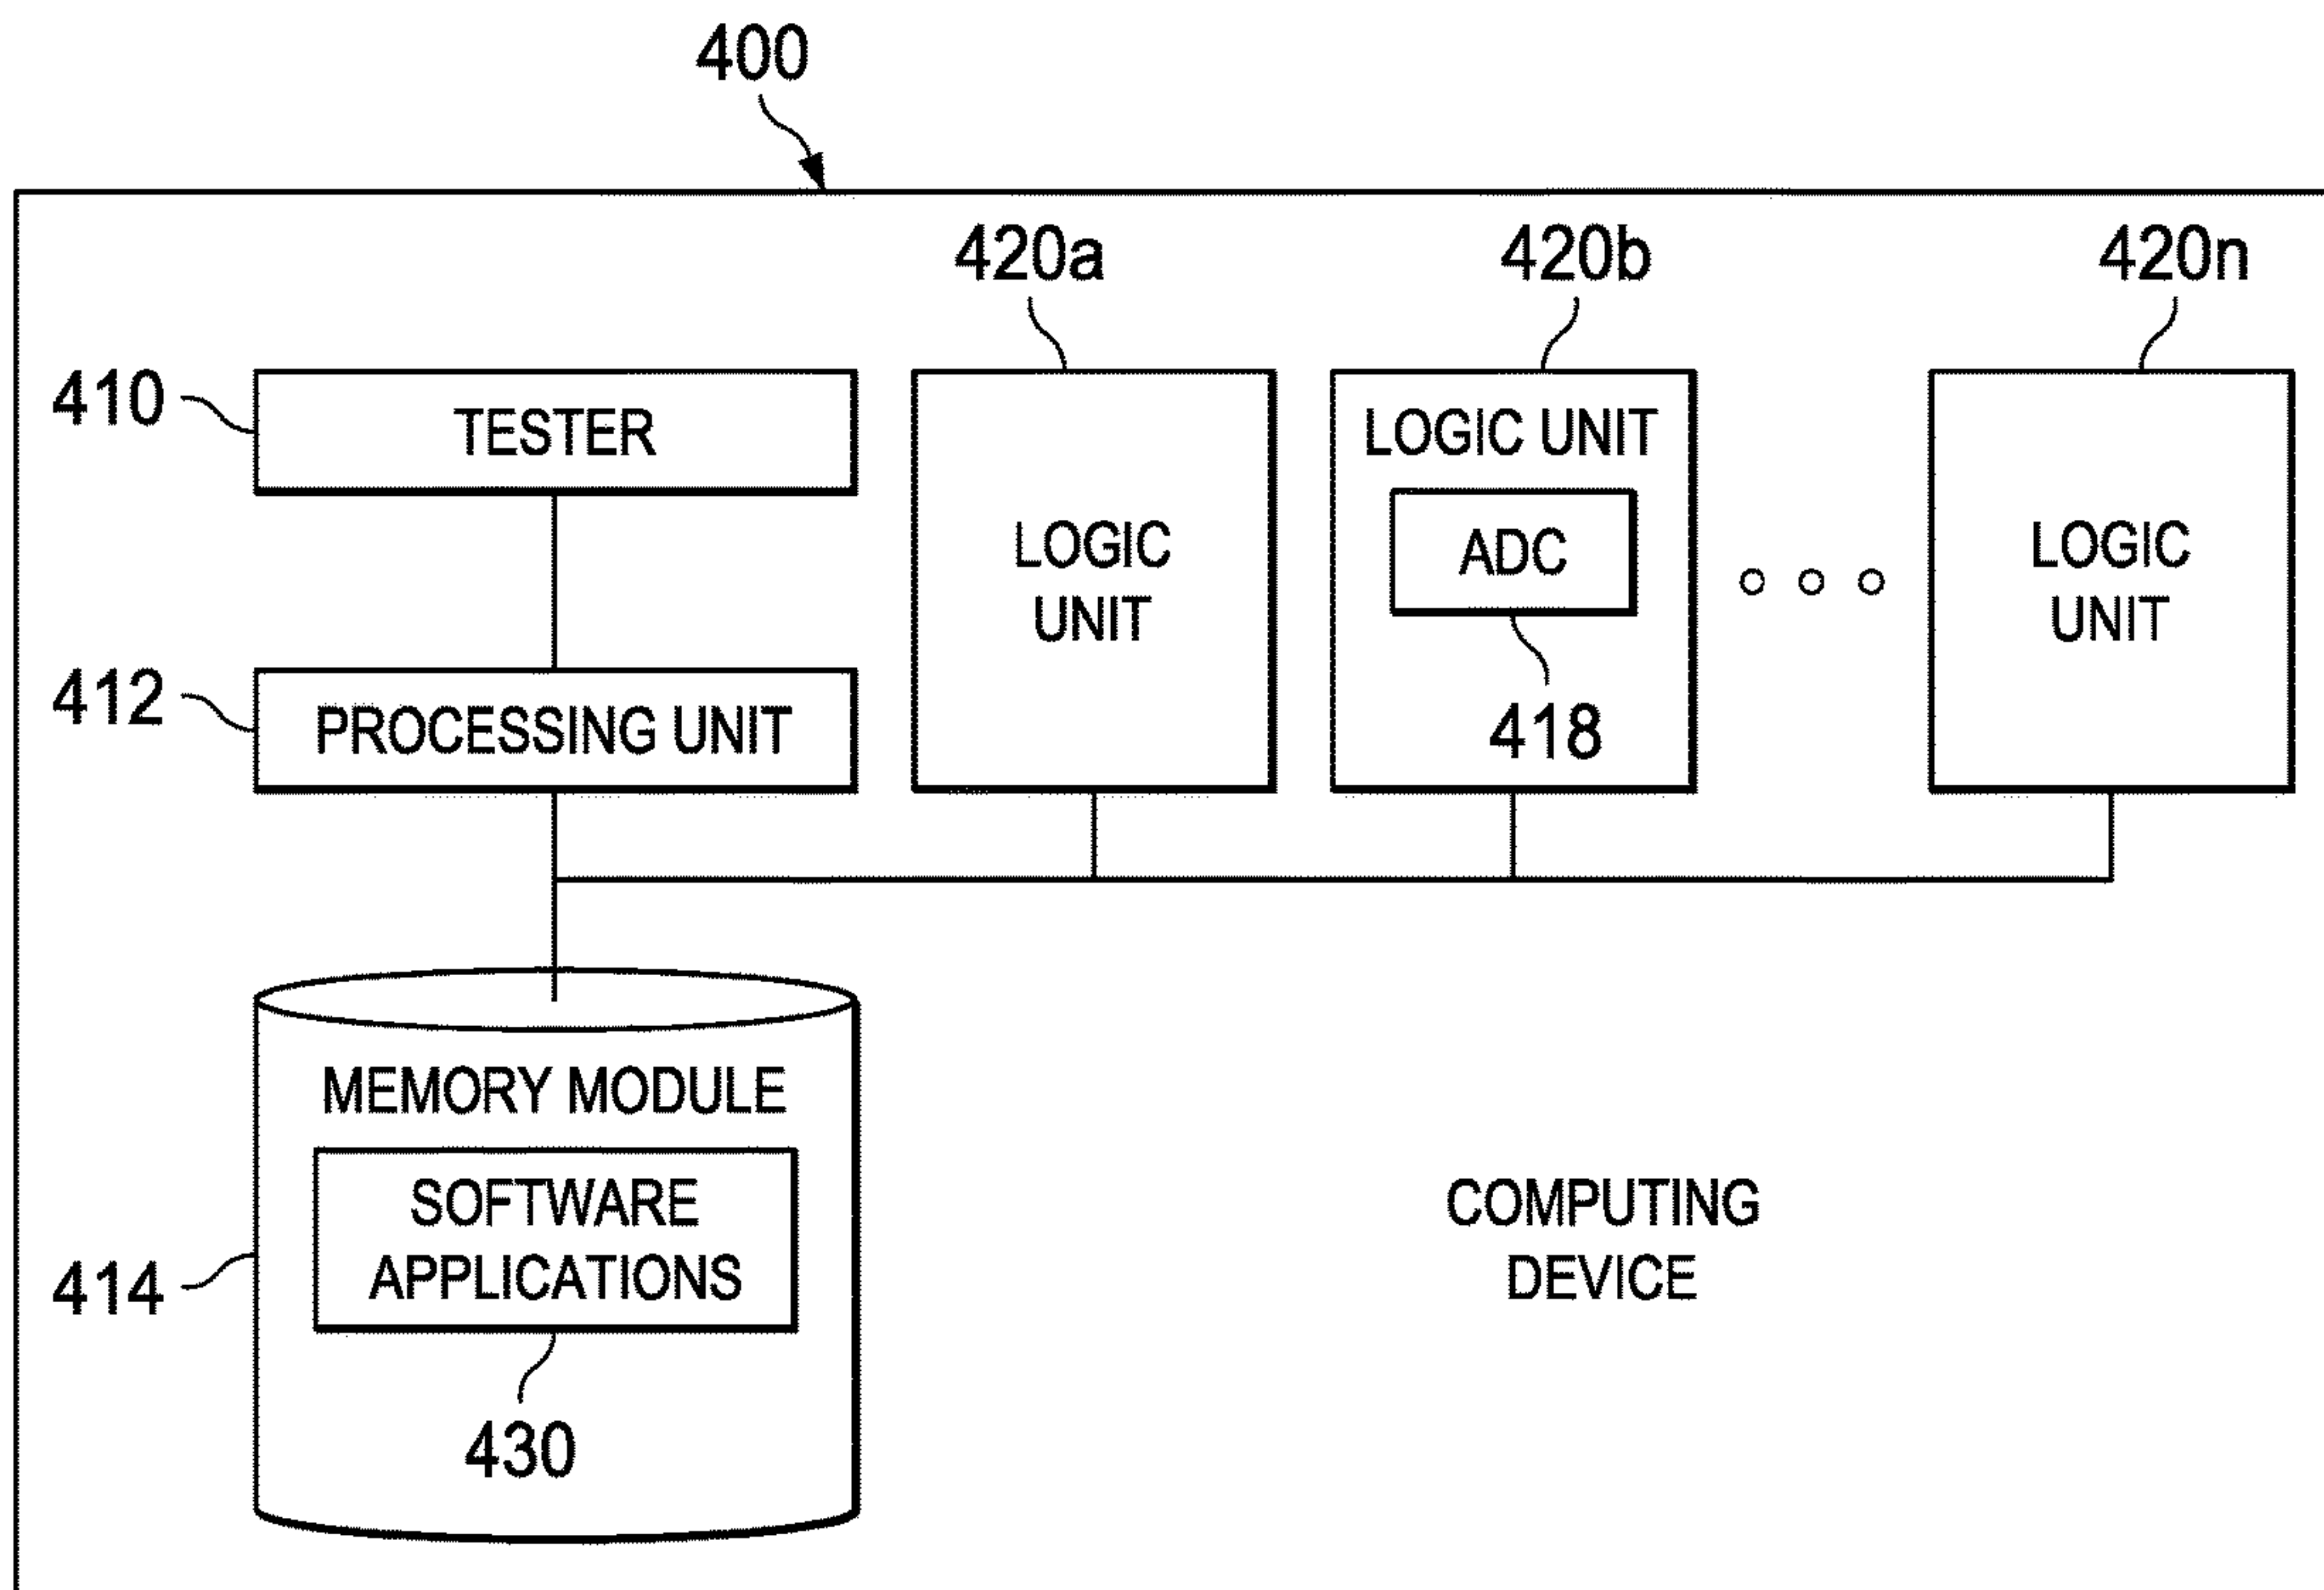 400
420a
420b
420n
410
TESTER
LOGIC UNIT
ADC
LOGIC
UNIT
LOGIC
UNIT
412
PROCESSING UNIT
418
MEMORY MODULE
SOFTWARE
APPLICATIONS
414
430
COMPUTING
DEVICE